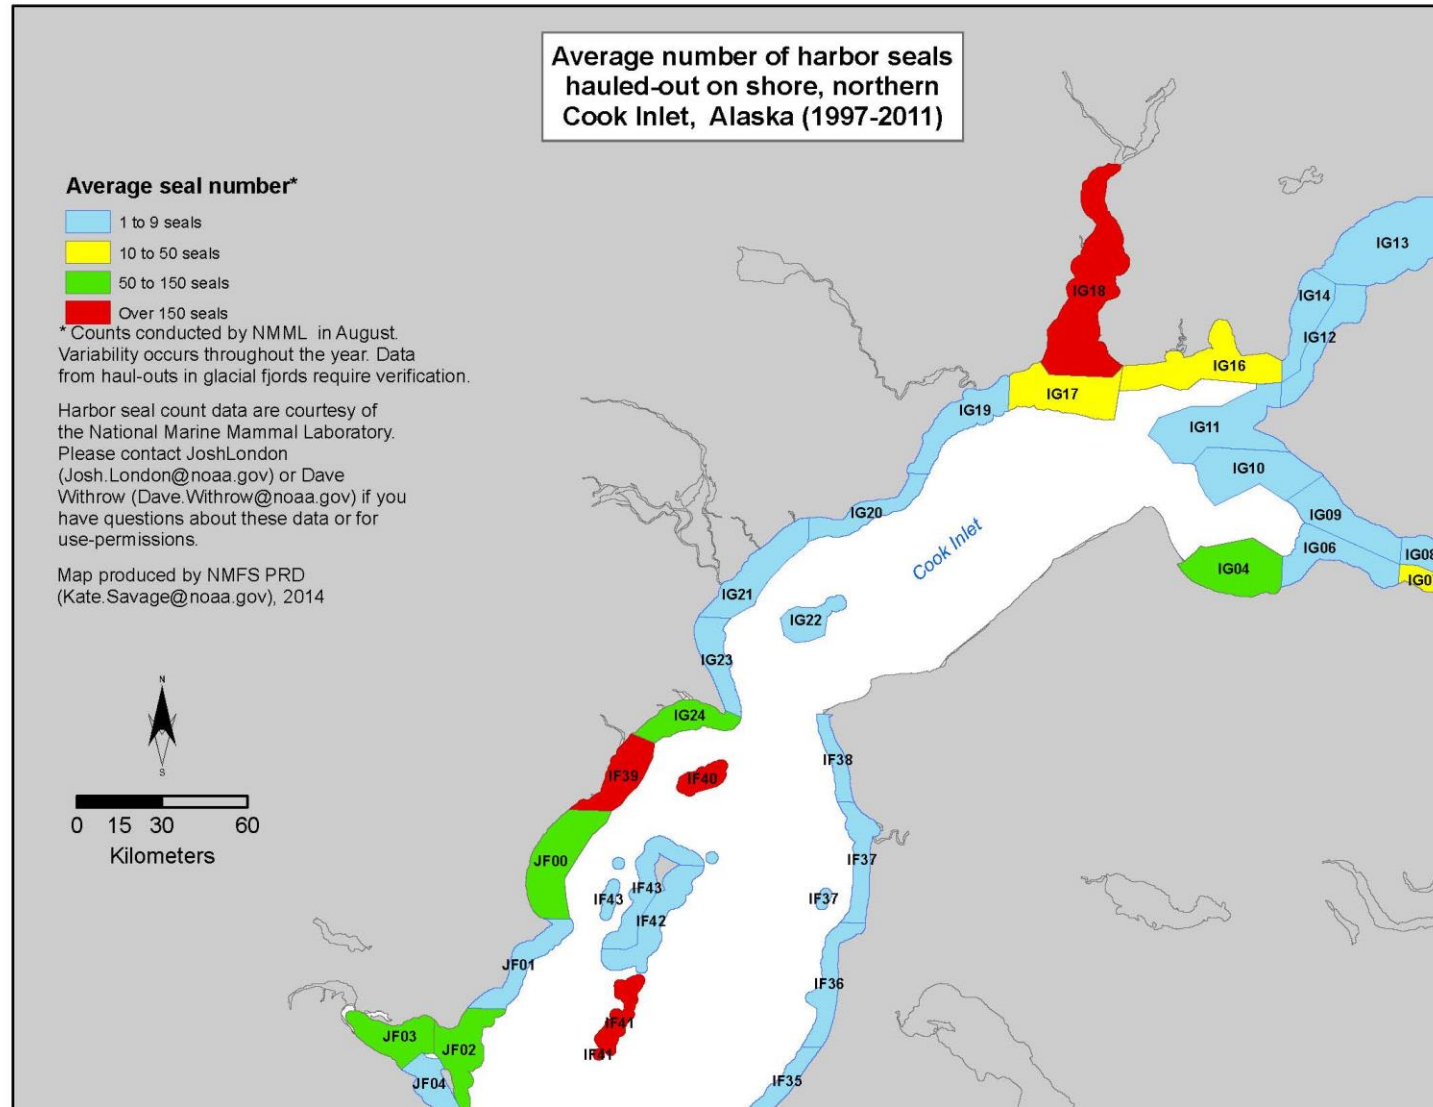 Average number of harbor seals
hauled-out on shore, northern
Cook Inlet, Alaska (1997-2011)
Average seal number*
1 to 9 seals
10 to 50 seals
50 to 150 seals
Over 150 seals
* Counts conducted by NMML in August.
Variability occurs throughout the year. Data
from haul-outs in glacial fjords require verification.
Harbor seal count data are courtesy of
the National Marine Mammal Laboratory.
Please contact JoshLondon
(Josh.London@noaa.gov) or Dave
Withrow (Dave.Withrow@noaa.gov) if you
have questions about these data or for
use-permissions.
Map produced by NMFS PRD
(Kate.Savage@noaa.gov), 2014
N
S
0 15 30 60
Kilometers
IG13
IG18
IG14
IG12
IG16
IG17
IG19
IG11
IG10
IG20
IG09
Cook Inlet
IG06
IG08
IG04
IG0
IG21
IG22
IG23
IG24
IF38
IF39
IF40
JF00
IF37
IF43
IF43
IF37
IF42
JF01
IF36
IF41
JF03
JF02
IF41
JF04
IF35